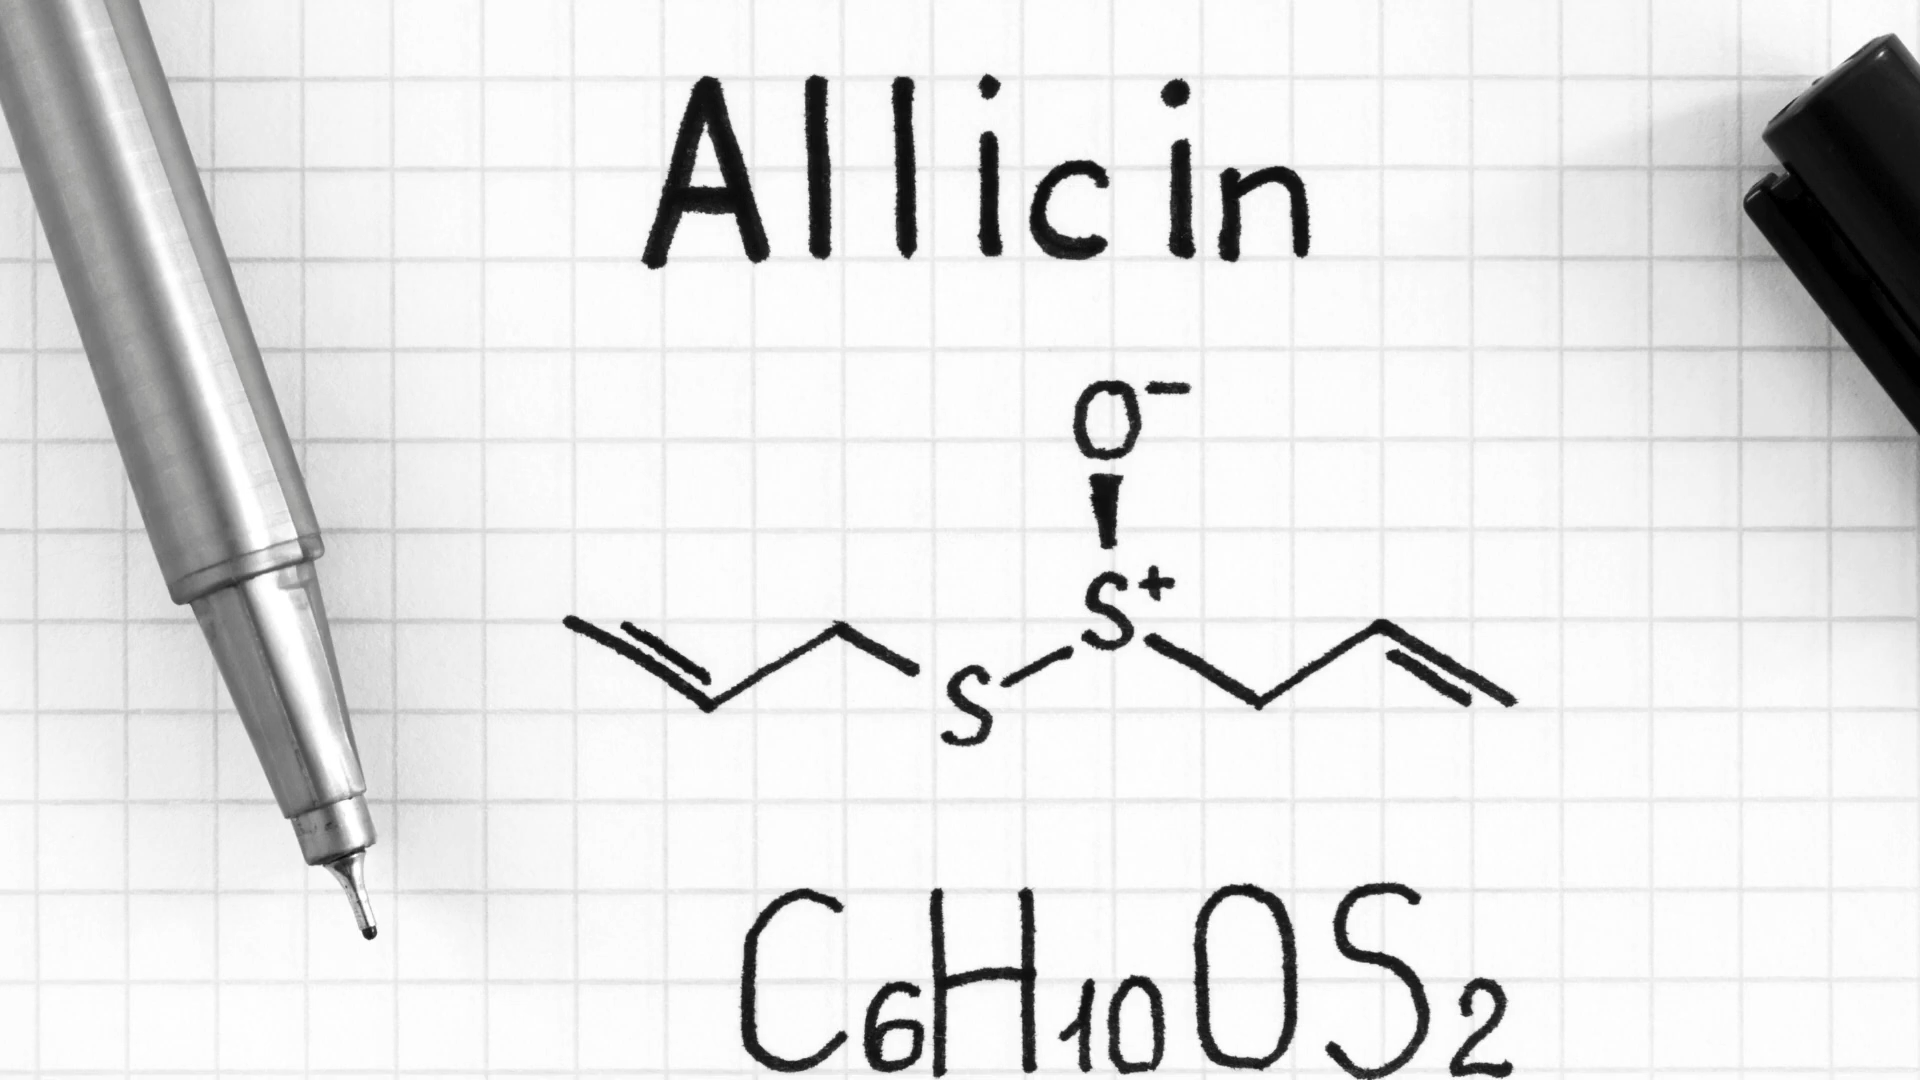 Allicin
O⁻
S⁺
S
C₆H₁₀OS₂